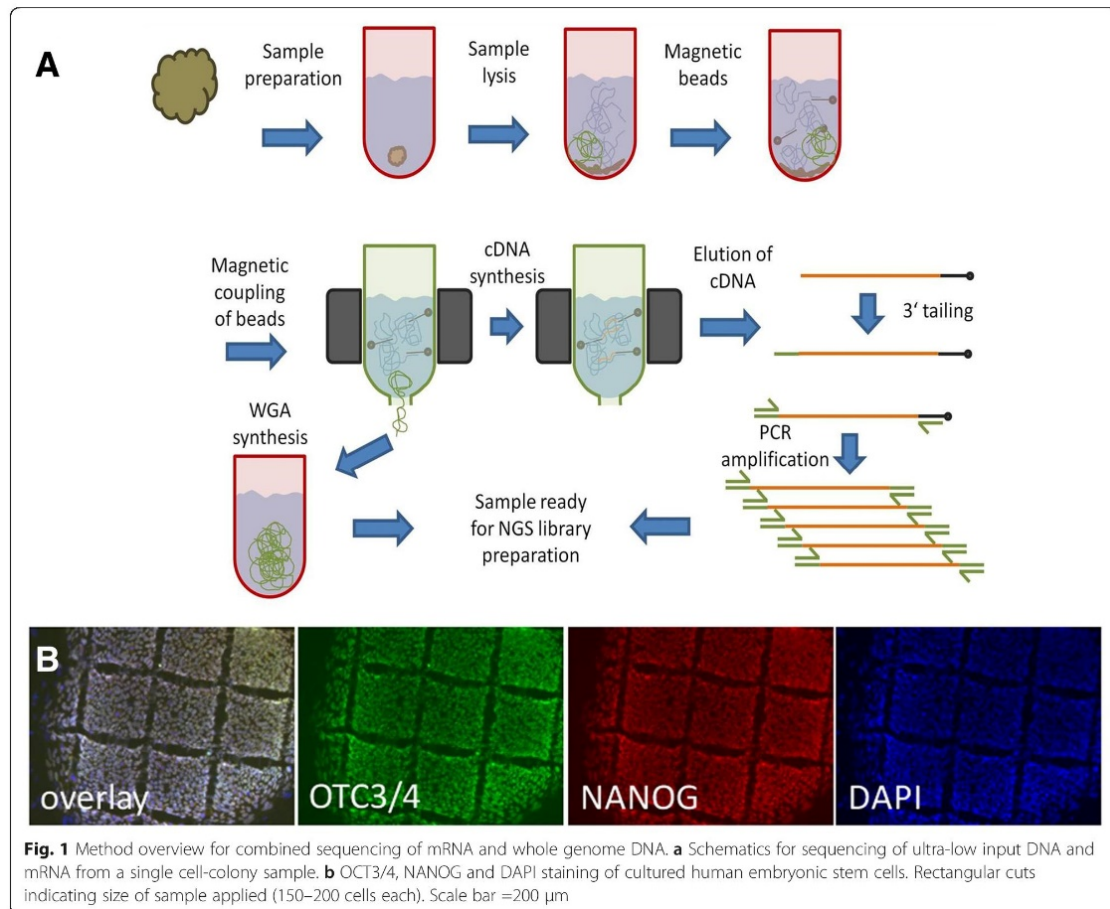 A
Sample
preparation
Sample
lysis
Magnetic
beads
Magnetic
coupling
of beads
cDNA
synthesis
Elution of
cDNA
3‘ tailing
WGA
synthesis
PCR
amplification
Sample ready
for NGS library
preparation
B
overlay
OTC3/4
NANOG
DAPI
Fig. 1 Method overview for combined sequencing of mRNA and whole genome DNA. a Schematics for sequencing of ultra-low input DNA and
mRNA from a single cell-colony sample. b OCT3/4, NANOG and DAPI staining of cultured human embryonic stem cells. Rectangular cuts
indicating size of sample applied (150–200 cells each). Scale bar =200 μm